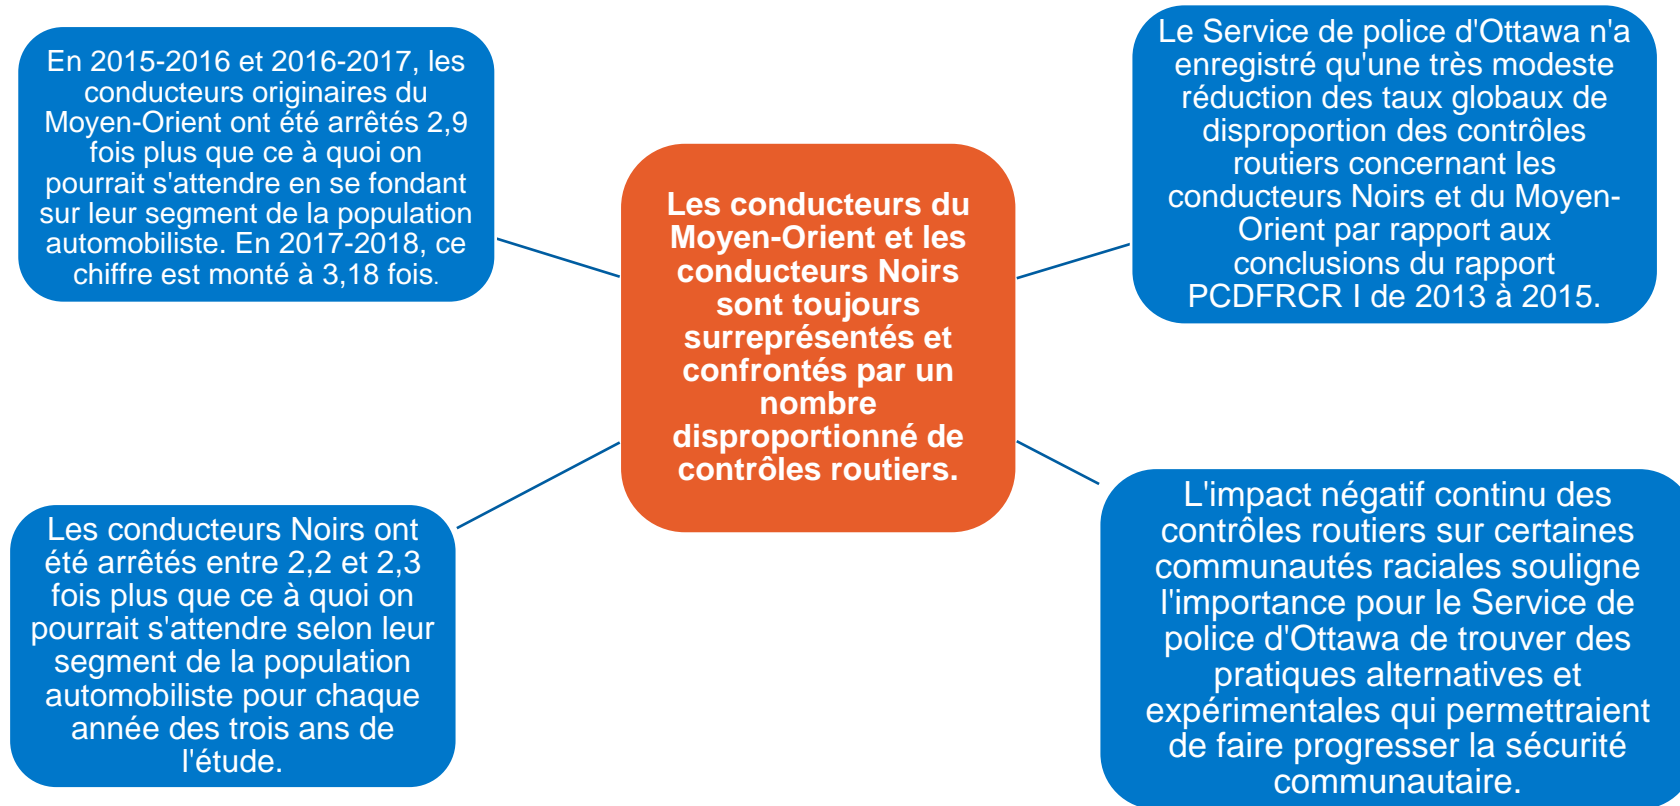 En 2015-2016 et 2016-2017, les
conducteurs originaires du
Moyen-Orient ont été arrêtés 2,9
fois plus que ce à quoi on
pourrait s'attendre en se fondant
sur leur segment de la population
automobiliste. En 2017-2018, ce
chiffre est monté à 3,18 fois.
Le Service de police d'Ottawa n'a
enregistré qu'une très modeste
réduction des taux globaux de
disproportion des contrôles
routiers concernant les
conducteurs Noirs et du Moyen-
Orient par rapport aux
conclusions du rapport
PCDFRCR I de 2013 à 2015.
Les conducteurs du
Moyen-Orient et les
conducteurs Noirs
sont toujours
surreprésentés et
confrontés par un
nombre
disproportionné de
contrôles routiers.
Les conducteurs Noirs ont
été arrêtés entre 2,2 et 2,3
fois plus que ce à quoi on
pourrait s'attendre selon leur
segment de la population
automobiliste pour chaque
année des trois ans de
l'étude.
L'impact négatif continu des
contrôles routiers sur certaines
communautés raciales souligne
l'importance pour le Service de
police d'Ottawa de trouver des
pratiques alternatives et
expérimentales qui permettraient
de faire progresser la sécurité
communautaire.